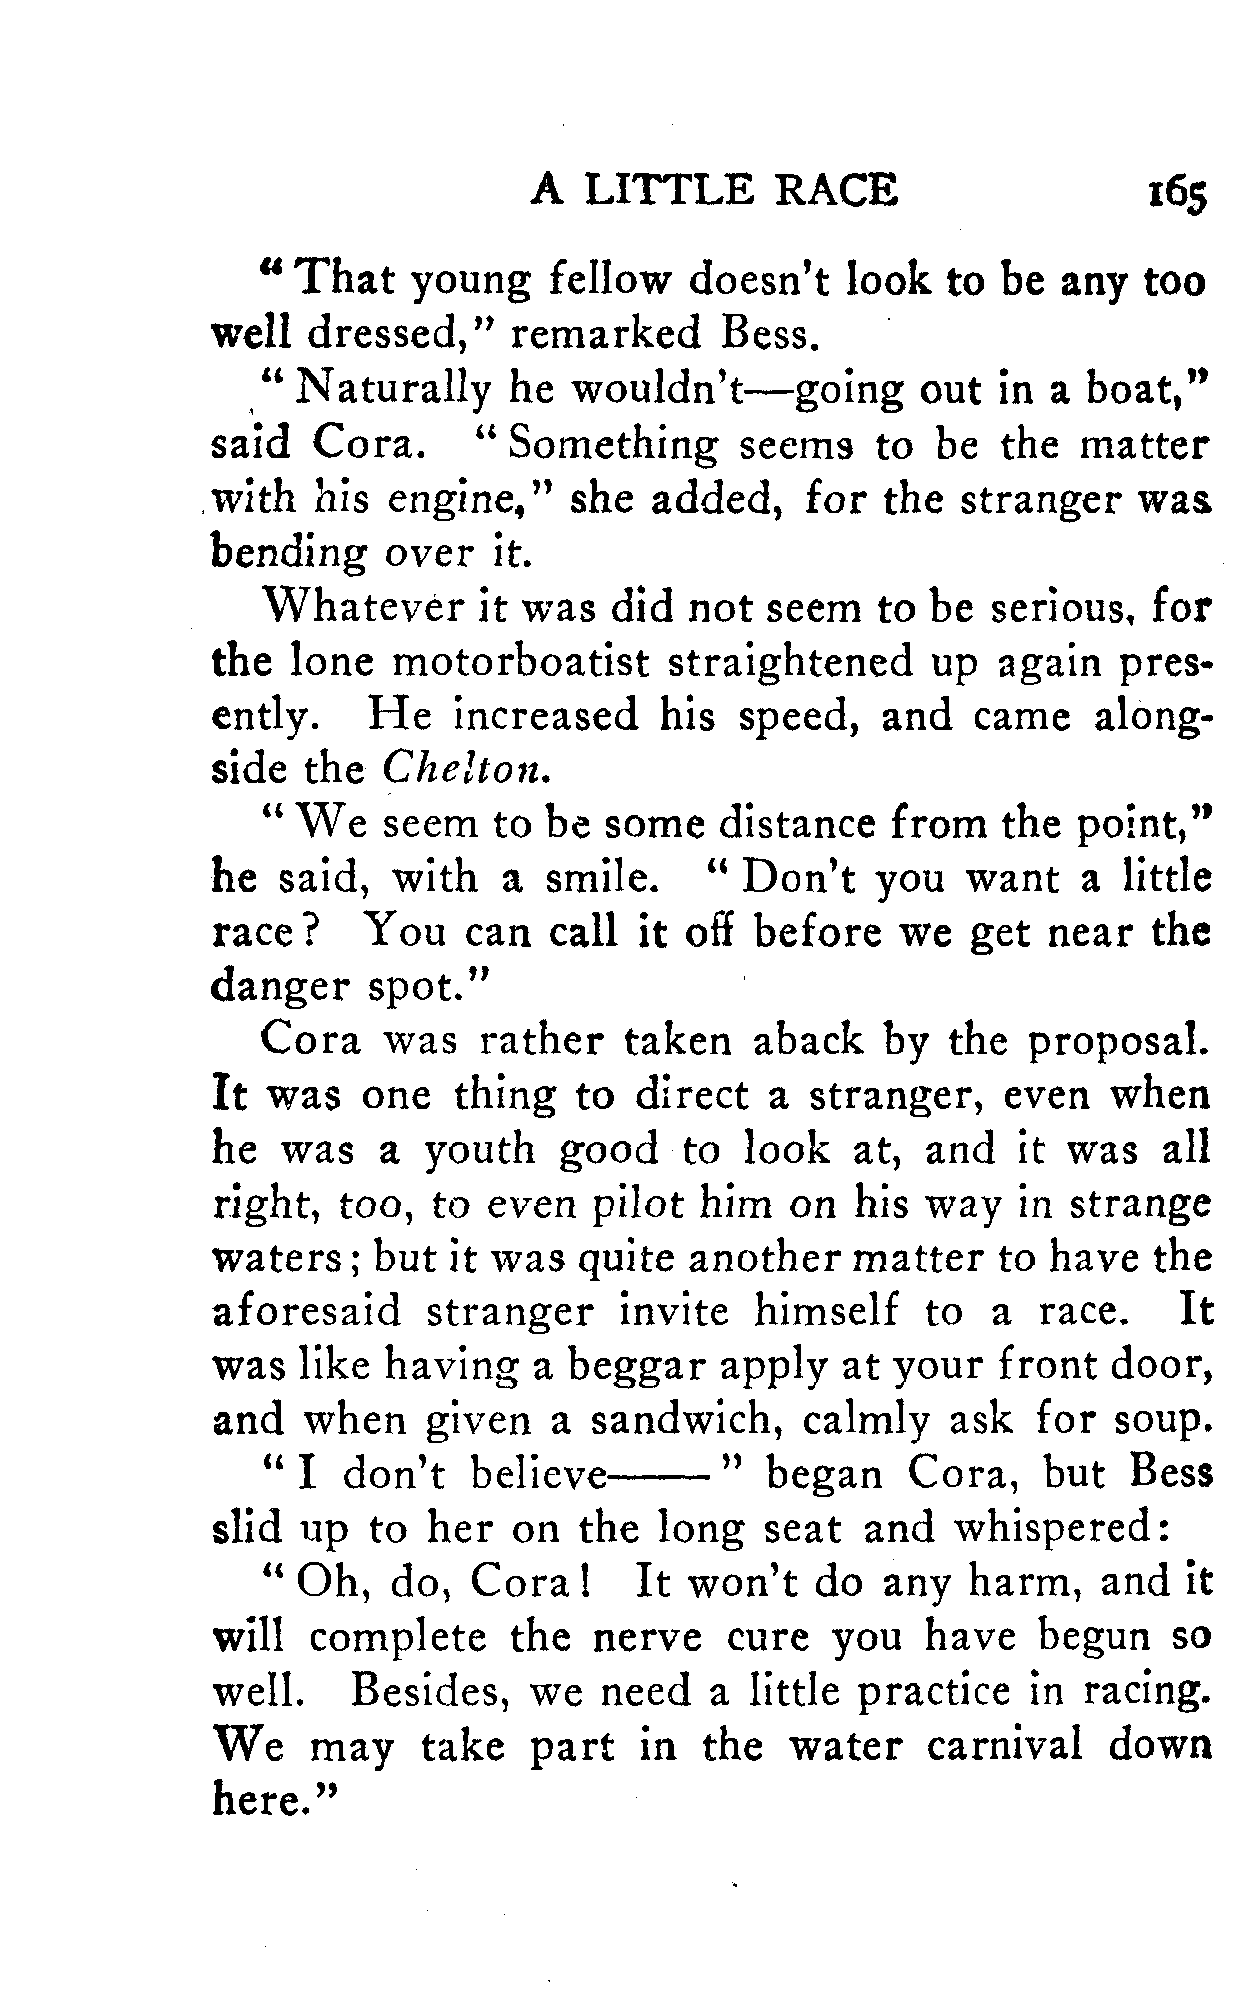 A LITTLE RACE 165
"That young fellow doesn't look to be any too
well dressed," remarked Bess.
"Naturally he wouldn't—going out in a boat,"
said Cora. "Something seems to be the matter
with his engine," she added, for the stranger was
bending over it.
Whatever it was did not seem to be serious, for
the lone motorboatist straightened up again pres-
ently. He increased his speed, and came along-
side the Chelton.
"We seem to be some distance from the point,"
he said, with a smile. "Don't you want a little
race? You can call it off before we get near the
danger spot."
Cora was rather taken aback by the proposal.
It was one thing to direct a stranger, even when
he was a youth good to look at, and it was all
right, too, to even pilot him on his way in strange
waters; but it was quite another matter to have the
aforesaid stranger invite himself to a race. It
was like having a beggar apply at your front door,
and when given a sandwich, calmly ask for soup.
"I don't believe——" began Cora, but Bess
slid up to her on the long seat and whispered:
"Oh, do, Cora! It won't do any harm, and it
will complete the nerve cure you have begun so
well. Besides, we need a little practice in racing.
We may take part in the water carnival down
here."